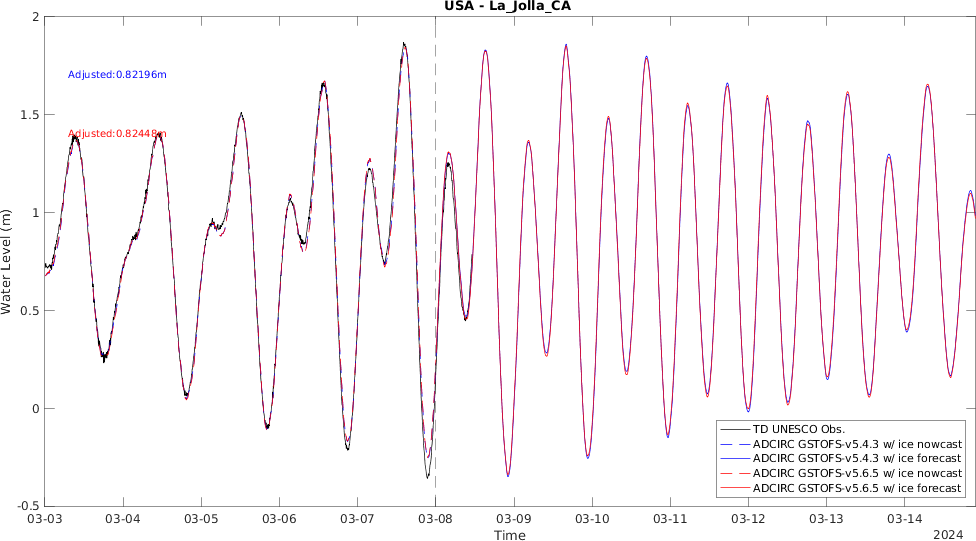 USA - La_Jolla_CA
2
Adjusted:0.82196m
1.5
Adjusted:0.82448m
1
Water Level (m)
0.5
0
-0.5
TD UNESCO Obs.
ADCIRC GSTOFS-v5.4.3 w/ ice nowcast
ADCIRC GSTOFS-v5.4.3 w/ ice forecast
ADCIRC GSTOFS-v5.6.5 w/ ice nowcast
ADCIRC GSTOFS-v5.6.5 w/ ice forecast
03-03 03-04 03-05 03-06 03-07 03-08 03-09 03-10 03-11 03-12 03-13 03-14
Time
2024